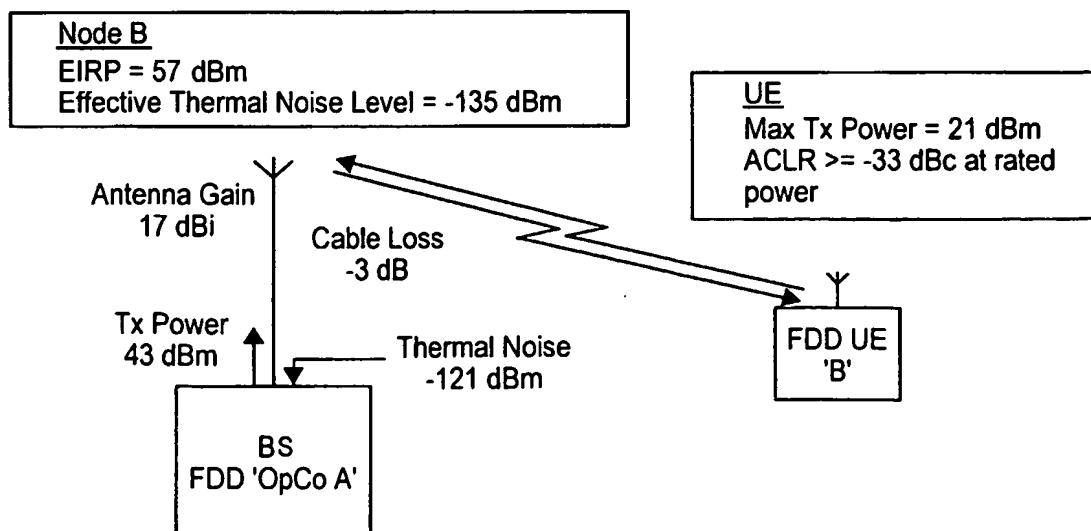 Node B
EIRP = 57 dBm
Effective Thermal Noise Level = -135 dBm
UE
Max Tx Power = 21 dBm
ACLR >= -33 dBc at rated
power
Antenna Gain
17 dBi
Cable Loss
-3 dB
Tx Power
43 dBm
Thermal Noise
-121 dBm
FDD UE
'B'
BS
FDD 'OpCo A'